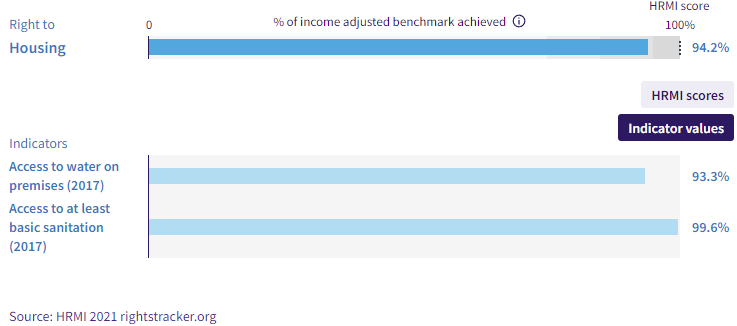 HRMI score
Right to
0
% of income adjusted benchmark achieved
100%
Housing
94.2%
HRMI scores
Indicator values
Indicators
Access to water on
premises (2017)
93.3%
Access to at least
basic sanitation
(2017)
99.6%
Source: HRMI 2021 rightstracker.org